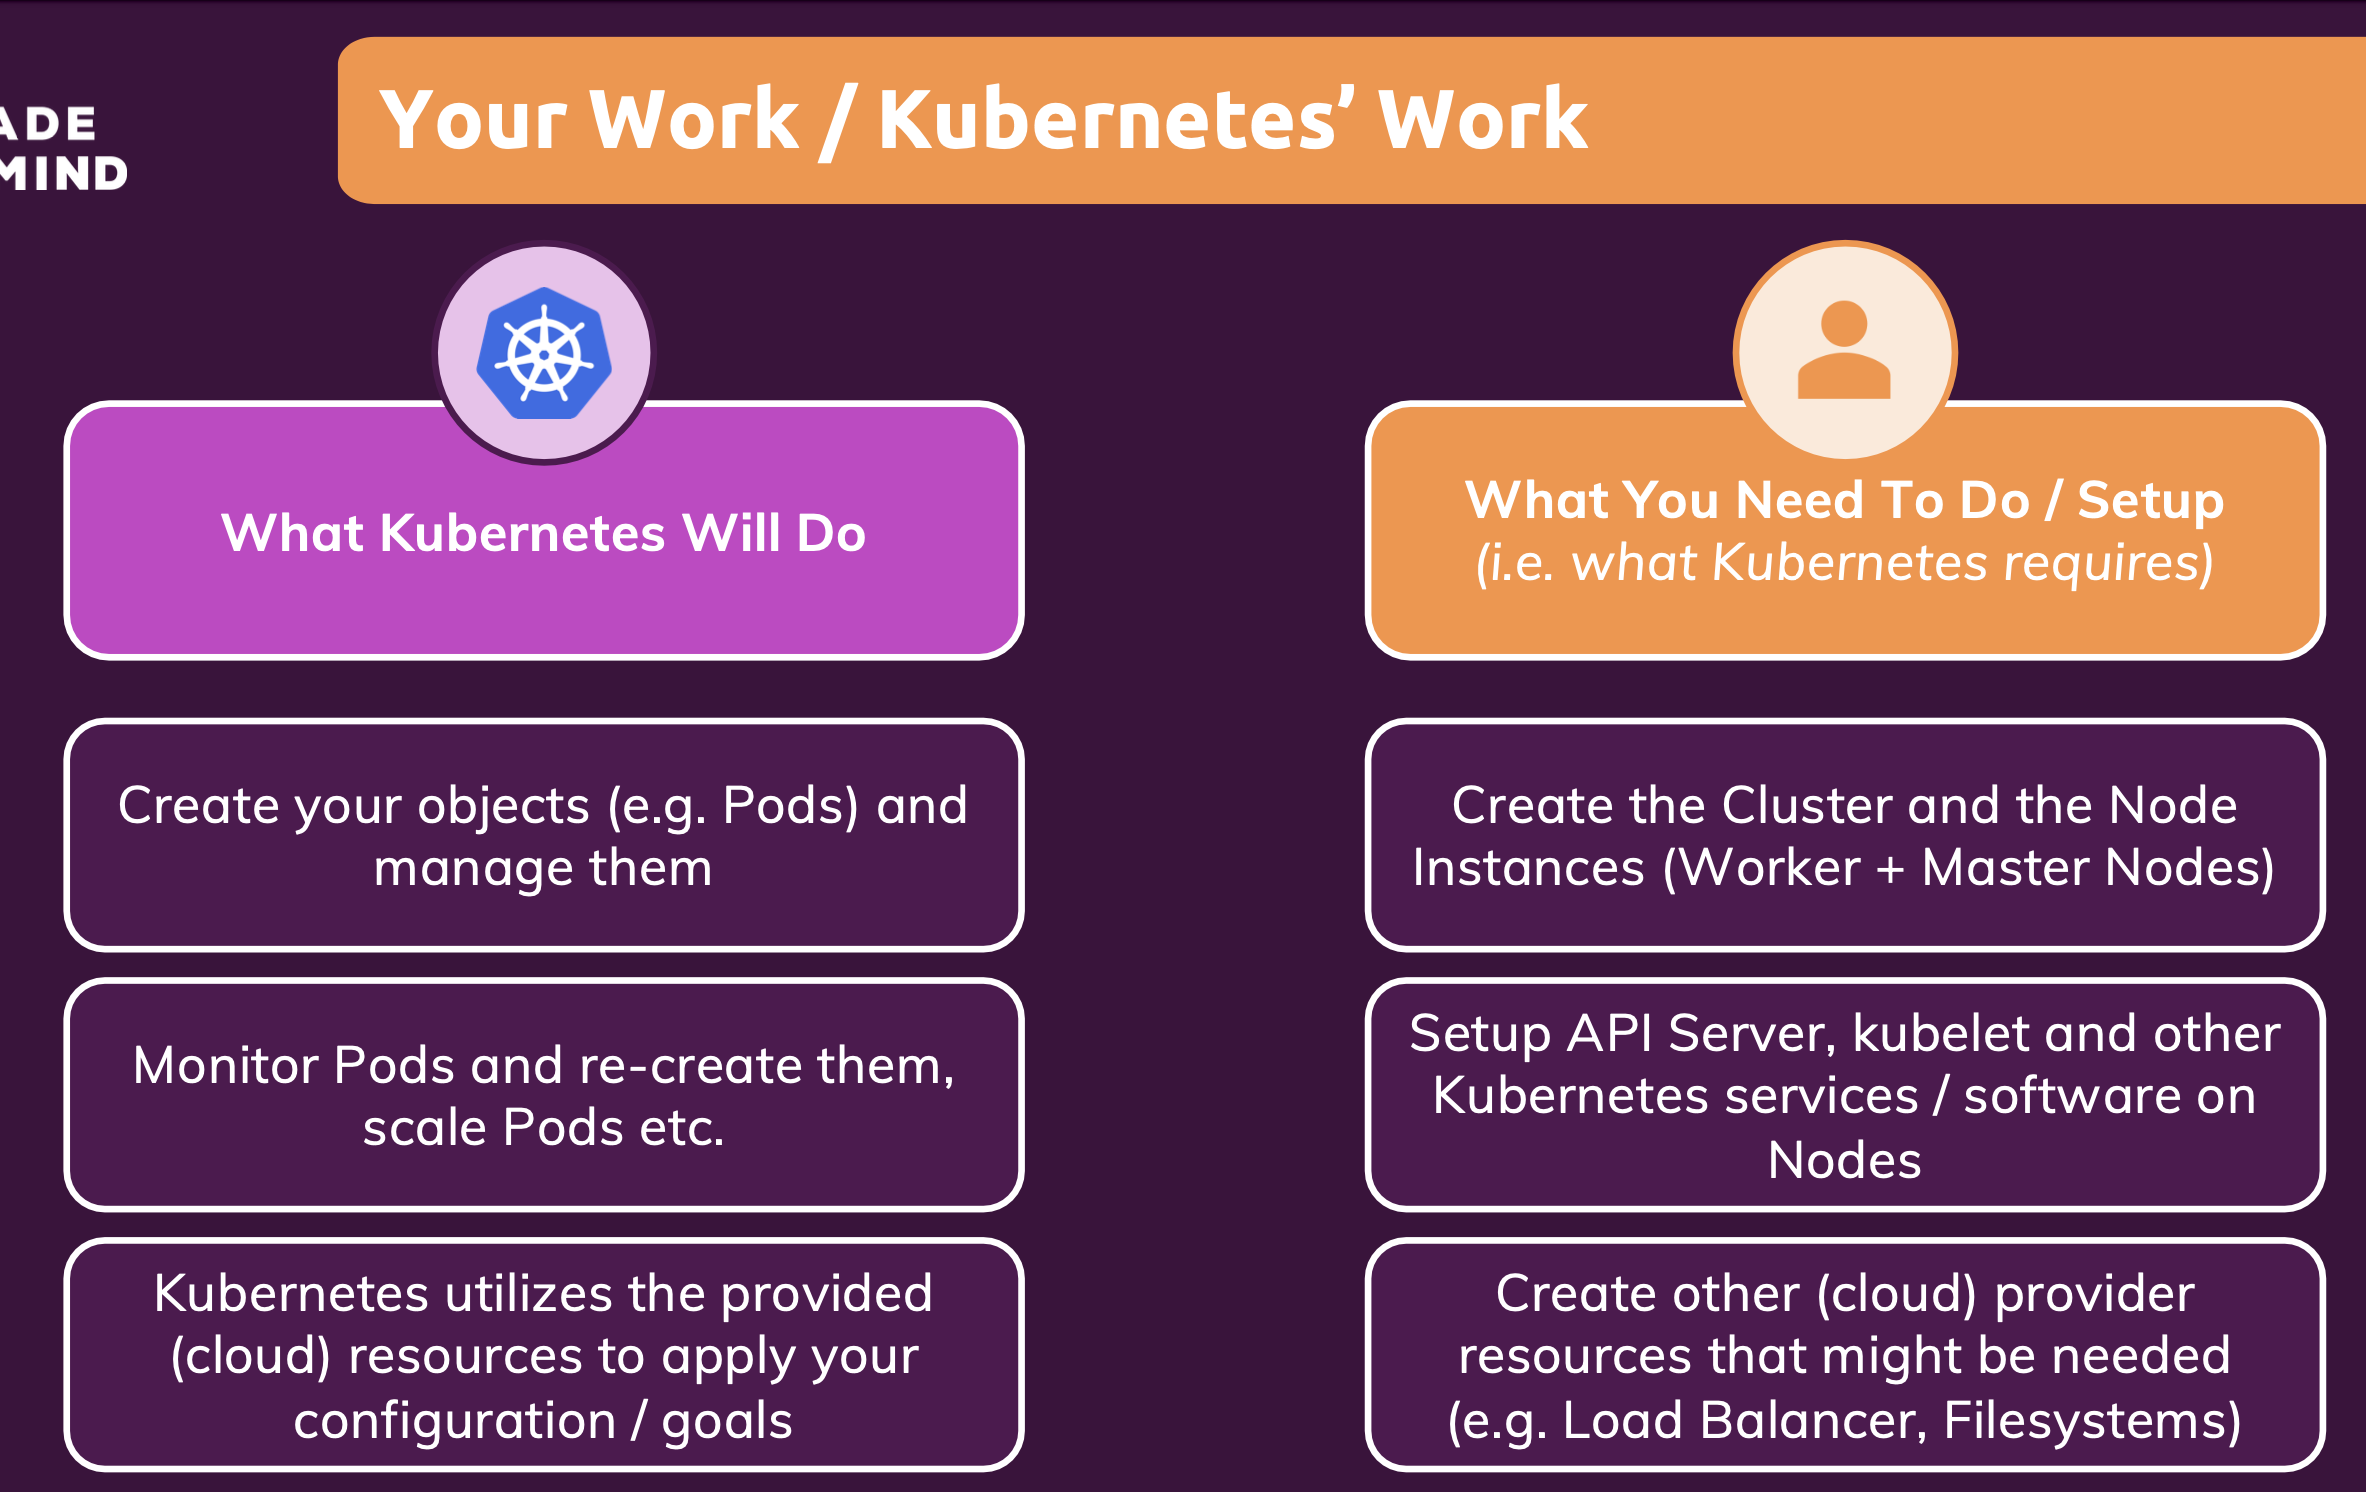 ADE
MIND
Your Work / Kubernetes’ Work
What Kubernetes Will Do
Create your objects (e.g. Pods) and
manage them
Monitor Pods and re-create them,
scale Pods etc.
Kubernetes utilizes the provided
(cloud) resources to apply your
configuration / goals
What You Need To Do / Setup
(i.e. what Kubernetes requires)
Create the Cluster and the Node
Instances (Worker + Master Nodes)
Setup API Server, kubelet and other
Kubernetes services / software on
Nodes
Create other (cloud) provider
resources that might be needed
(e.g. Load Balancer, Filesystems)